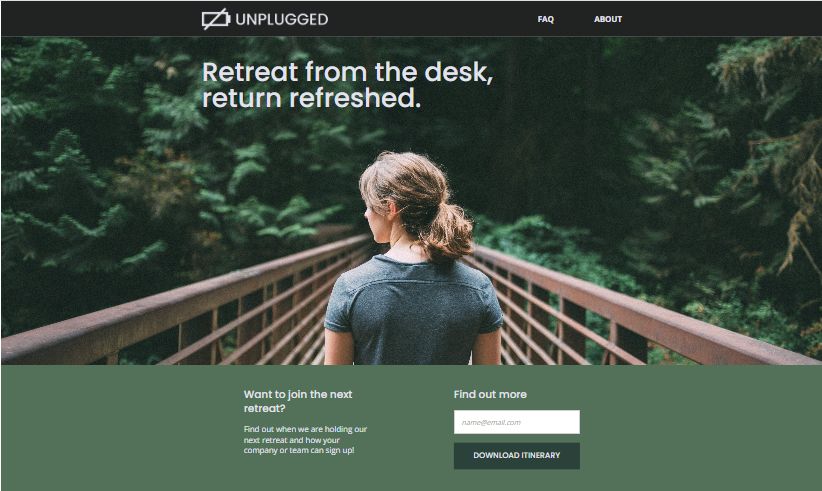 UNPLUGGED
FAQ
ABOUT
Retreat from the desk,
return refreshed.
Want to join the next
retreat?
Find out when we are holding our
next retreat and how your
company or team can sign up!
Find out more
name@email.com
DOWNLOAD ITINERARY